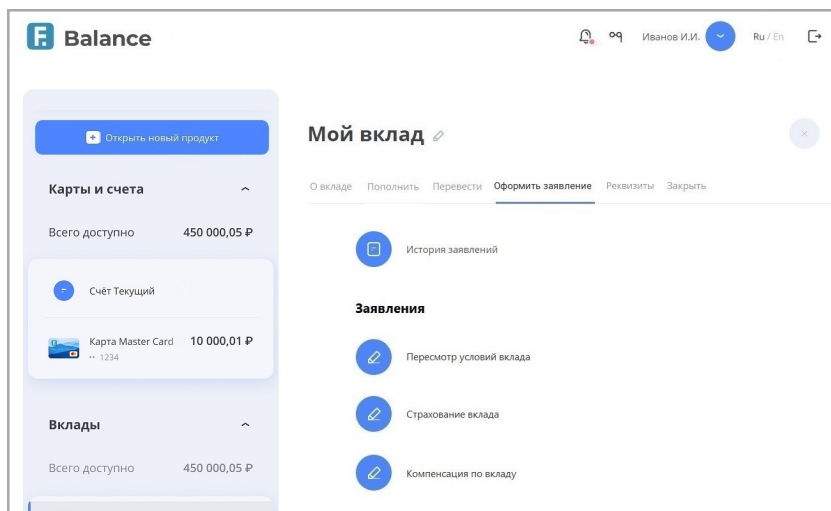 Balance
Иванов И.И.
Ru / En
Открыть новый продукт
Карты и счета
Всего доступно 450 000,05 ₽
Счёт Текущий
Карта Master Card 10 000,01 ₽
•• 1234
Вклады
Всего доступно 450 000,05 ₽
Мой вклад
О вкладе Пополнить Перевести Оформить заявление Реквизиты Закрыть
История заявлений
Заявления
Пересмотр условий вклада
Страхование вклада
Компенсация по вкладу